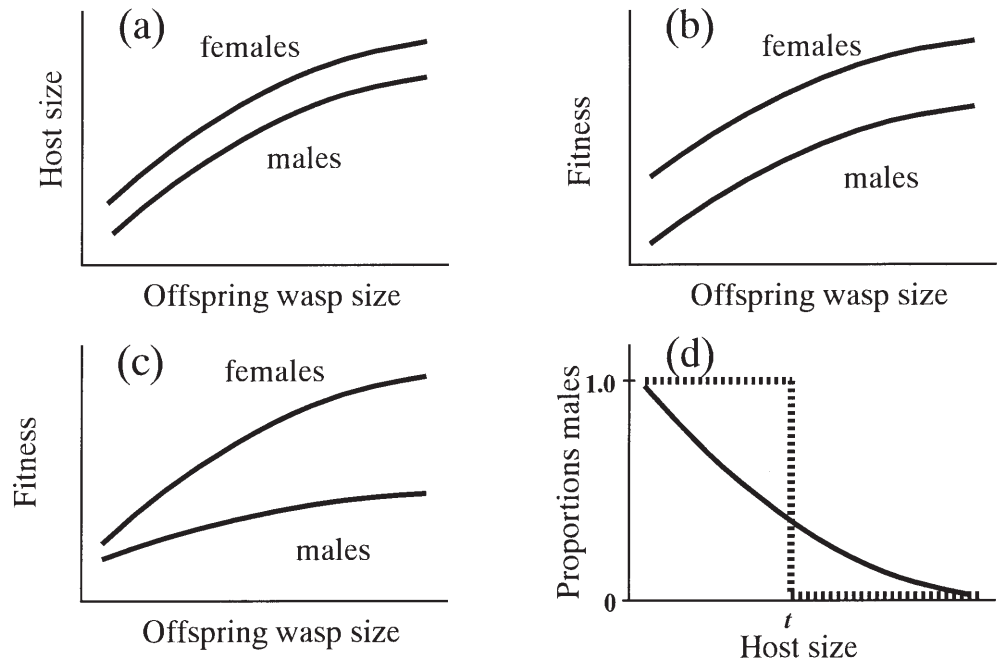 (a)
females
males
Host size
Offspring wasp size
(b)
females
males
Fitness
Offspring wasp size
(c)
females
males
Fitness
Offspring wasp size
(d)
1.0
0
Proportions males
t
Host size